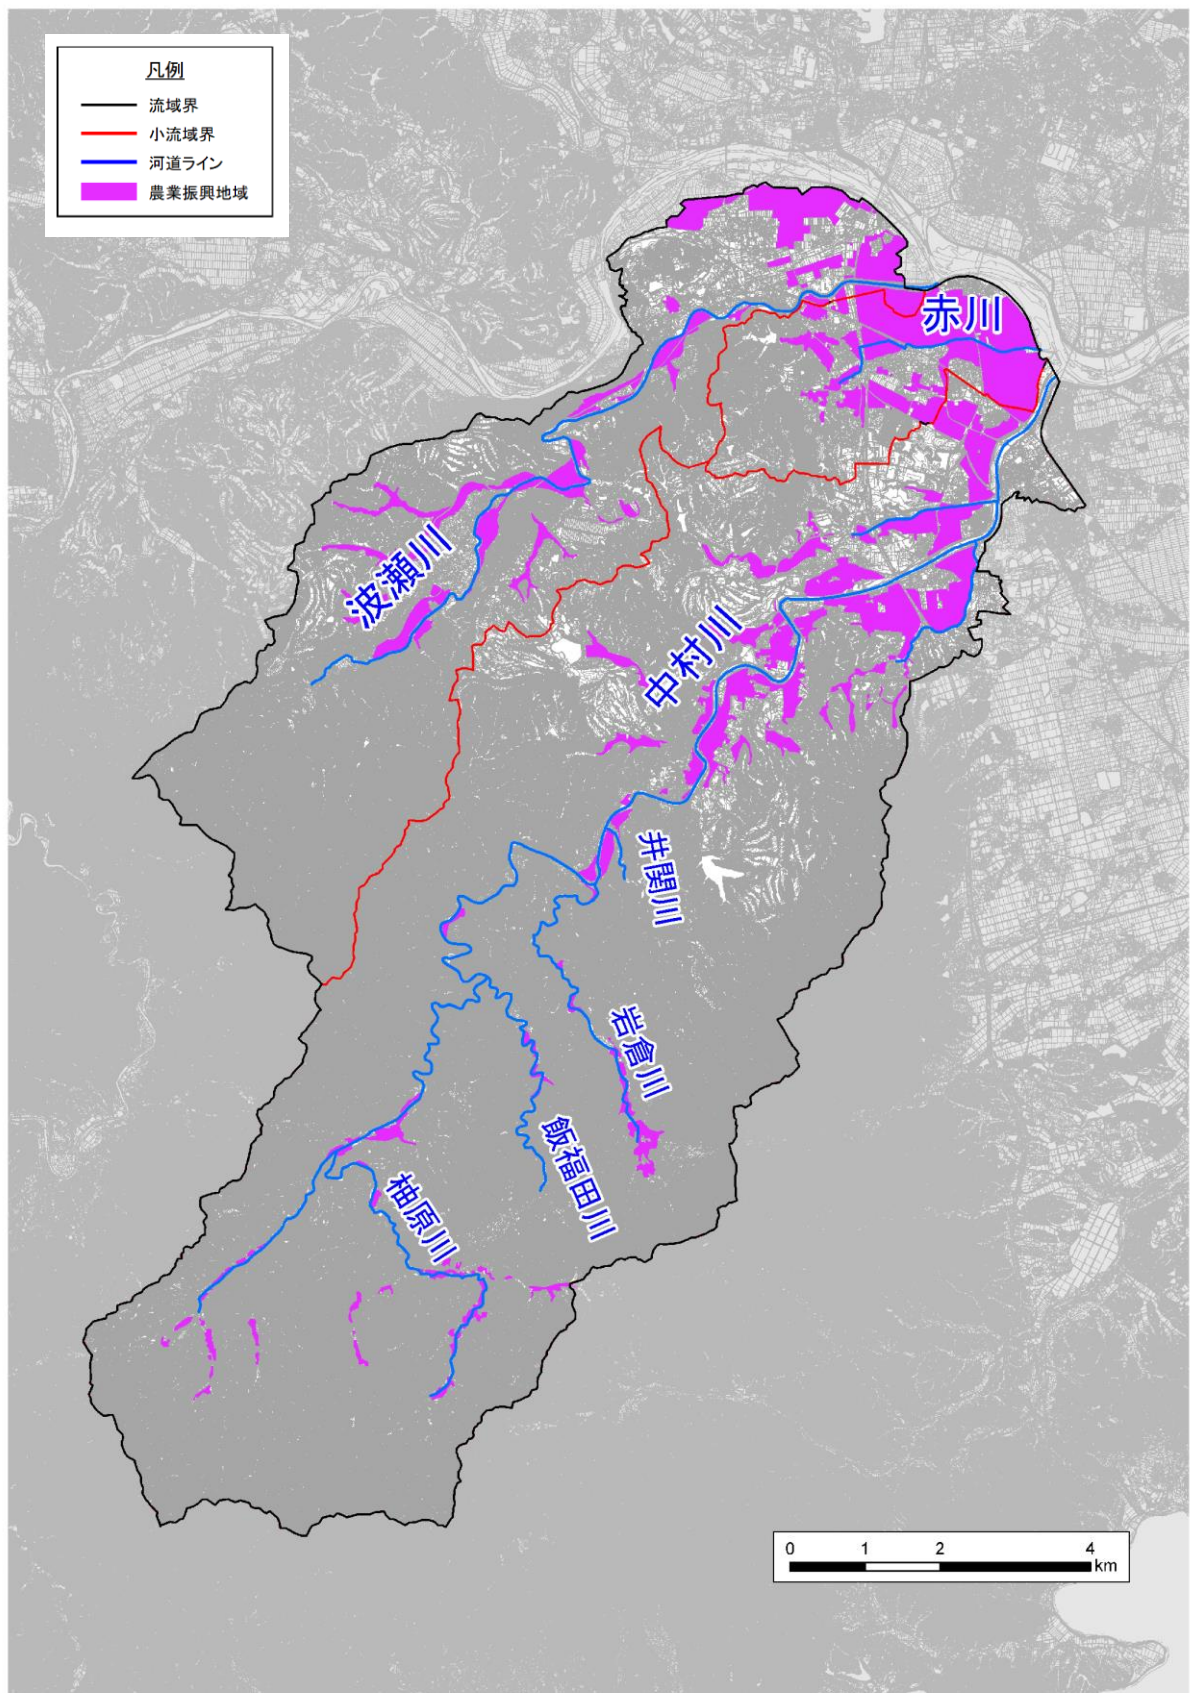 凡例
流域界
小流域界
河道ライン
農業振興地域
赤川
波瀬川
中村川
井関川
岩倉川
飯福田川
柚原川
0 1 2 4
km